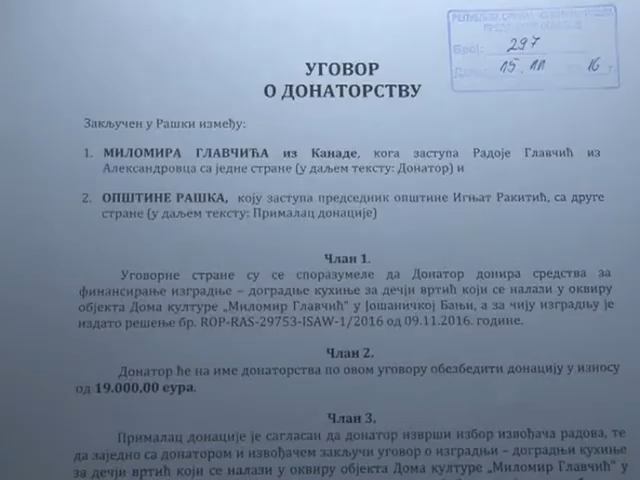 РЕПУБЛИКА СРБИЈА
Број: 297
15.11 16 г.
УГОВОР
О ДОНАТОРСТВУ
Закључен у Рашки између:
1. МИЛОМИРА ГЛАВЧИЋА из Канаде, кога заступа Радоје Главчић из
Александровца са једне стране (у даљем тексту: Донатор) и
2. ОПШТИНЕ РАШКА, коју заступа председник општине Игњат Ракитић, са друге
стране (у даљем тексту: Прималац донације)
Члан 1.
Уговорне стране су се споразумеле да Донатор донира средства за
финансирање изградње – доградње кухиње за дечји вртић који се налази у оквиру
објекта Дома културе „Миломир Главчић" у Јошаничкој Бањи, а за чију изградњу је
издато решење бр. ROP-RAS-29753-ISAW-1/2016 од 09.11.2016. године.
Члан 2.
Донатор ће на име донаторства по овом уговору обезбедити донацију у износу
од 19.000,00 еура.
Члан 3.
Прималац донације је сагласан да донатор изврши избор извођача радова, те
да заједно са донатором и извођачем закључи уговор о изградњи – доградњи кухиње
за дечји вртић који се налази у оквиру објекта Дома културе „Миломир Главчић" у